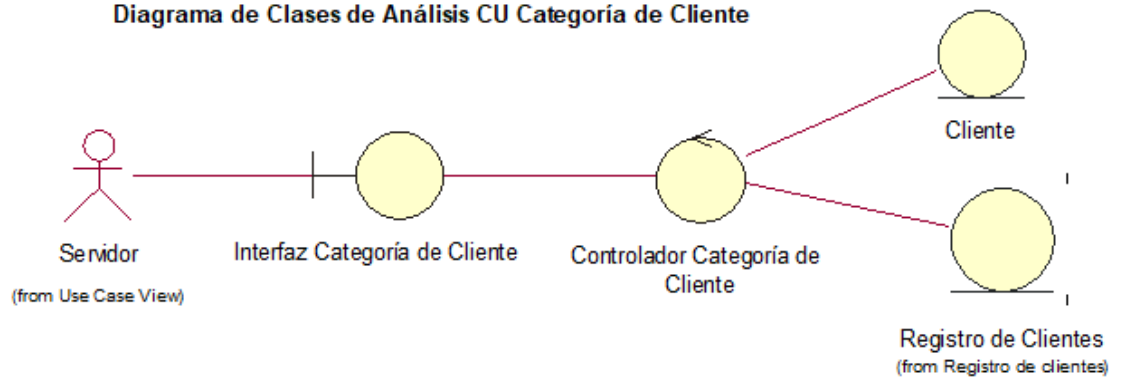 Diagrama de Clases de Análisis CU Categoría de Cliente
Cliente
Servidor
(from Use Case View)
Interfaz Categoría de Cliente
Controlador Categoría de
Cliente
Registro de Clientes
(from Registro de clientes)